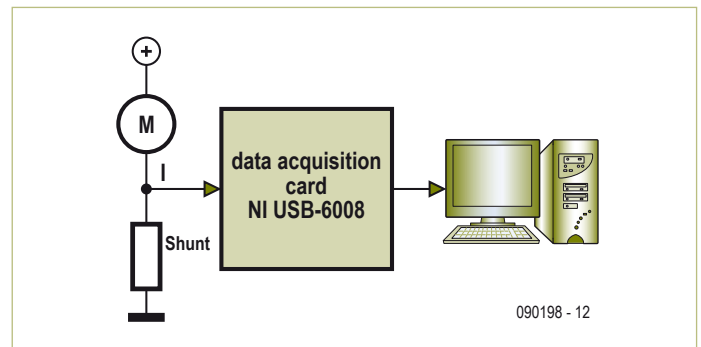 +
M
I
data acquisition
card
NI USB-6008
Shunt
090198 - 12